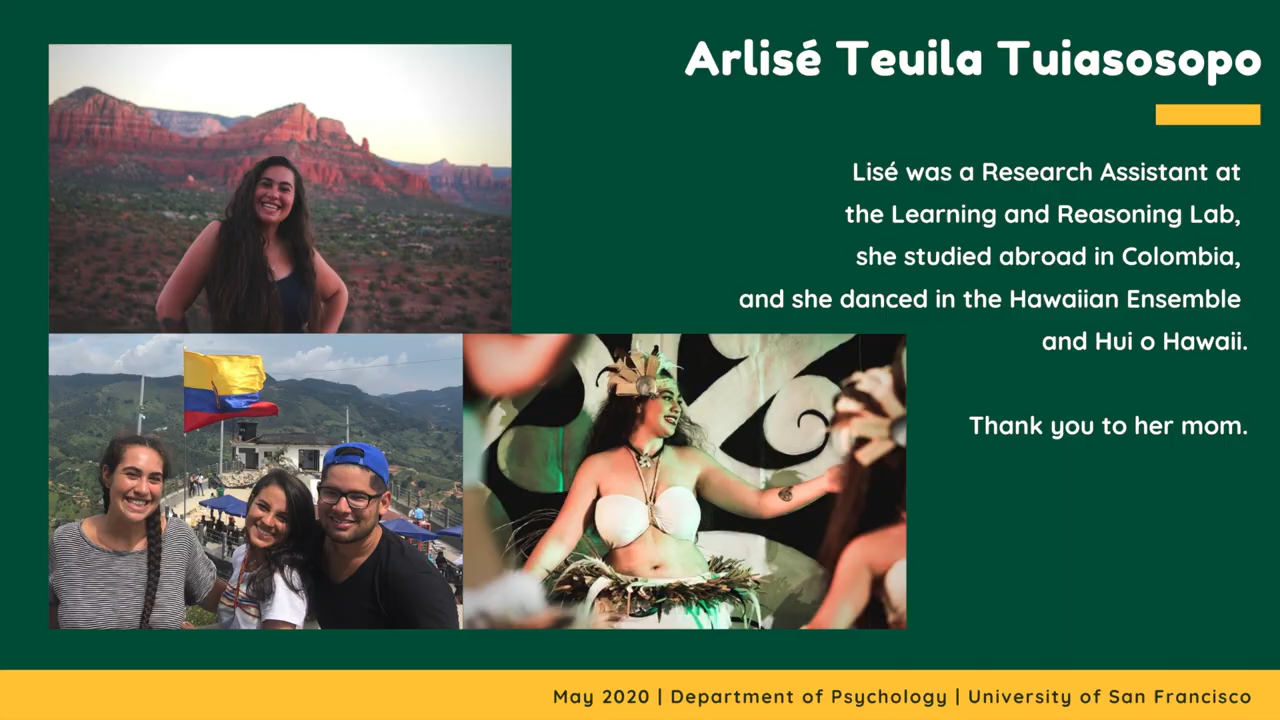 Arlisé Teuila Tuiasosopo
Lisé was a Research Assistant at
the Learning and Reasoning Lab,
she studied abroad in Colombia,
and she danced in the Hawaiian Ensemble
and Hui o Hawaii.
Thank you to her mom.
May 2020 | Department of Psychology | University of San Francisco